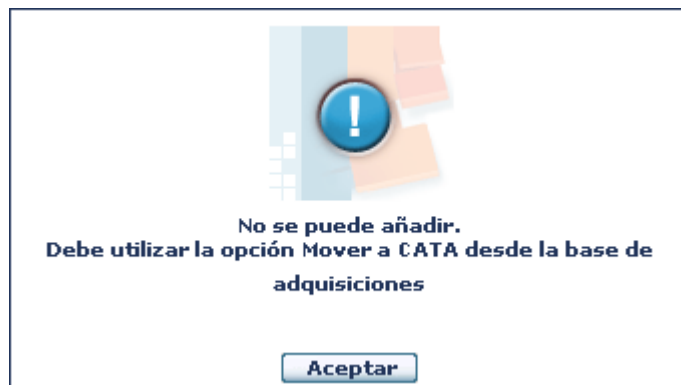 !
No se puede añadir.
Debe utilizar la opción Mover a CATA desde la base de
adquisiciones
Aceptar